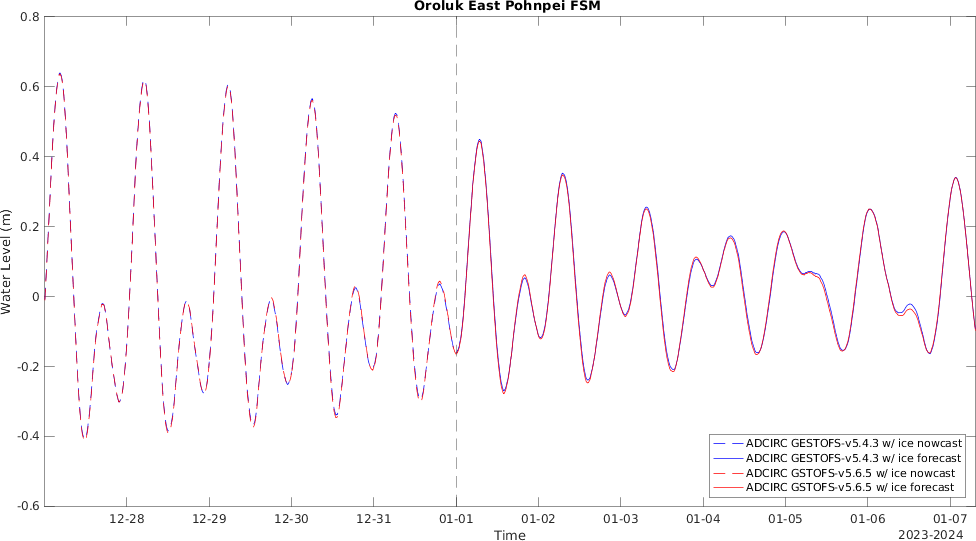 Oroluk East Pohnpei FSM
0.8
0.6
0.4
0.2
0
-0.2
-0.4
-0.6
Water Level (m)
ADCIRC GESTOFS-v5.4.3 w/ ice nowcast
ADCIRC GESTOFS-v5.4.3 w/ ice forecast
ADCIRC GSTOFS-v5.6.5 w/ ice nowcast
ADCIRC GSTOFS-v5.6.5 w/ ice forecast
12-28 12-29 12-30 12-31 01-01 01-02 01-03 01-04 01-05 01-06 01-07
Time
2023-2024